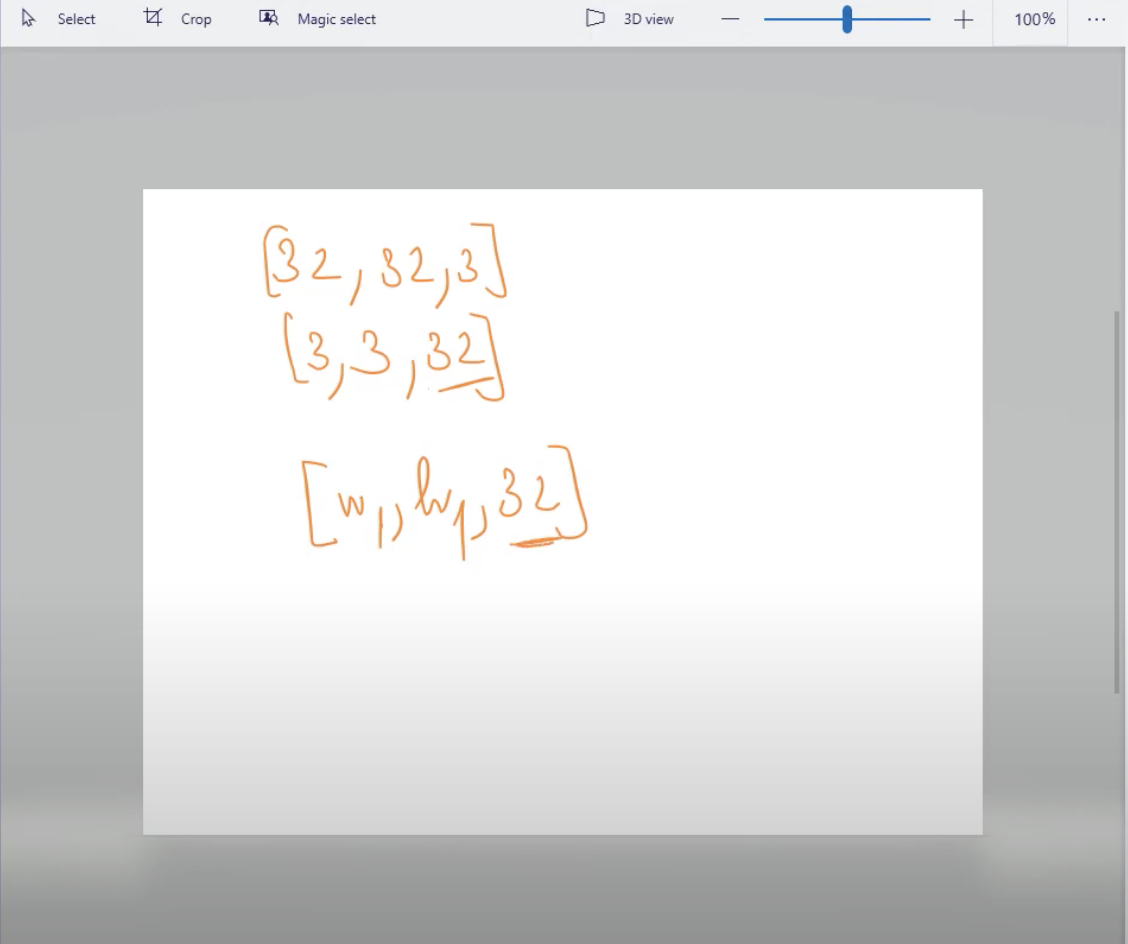 Select Crop Magic select 3D view 100%
[32, 32, 3]
[3, 3, 32]
[w1, h1, 32]